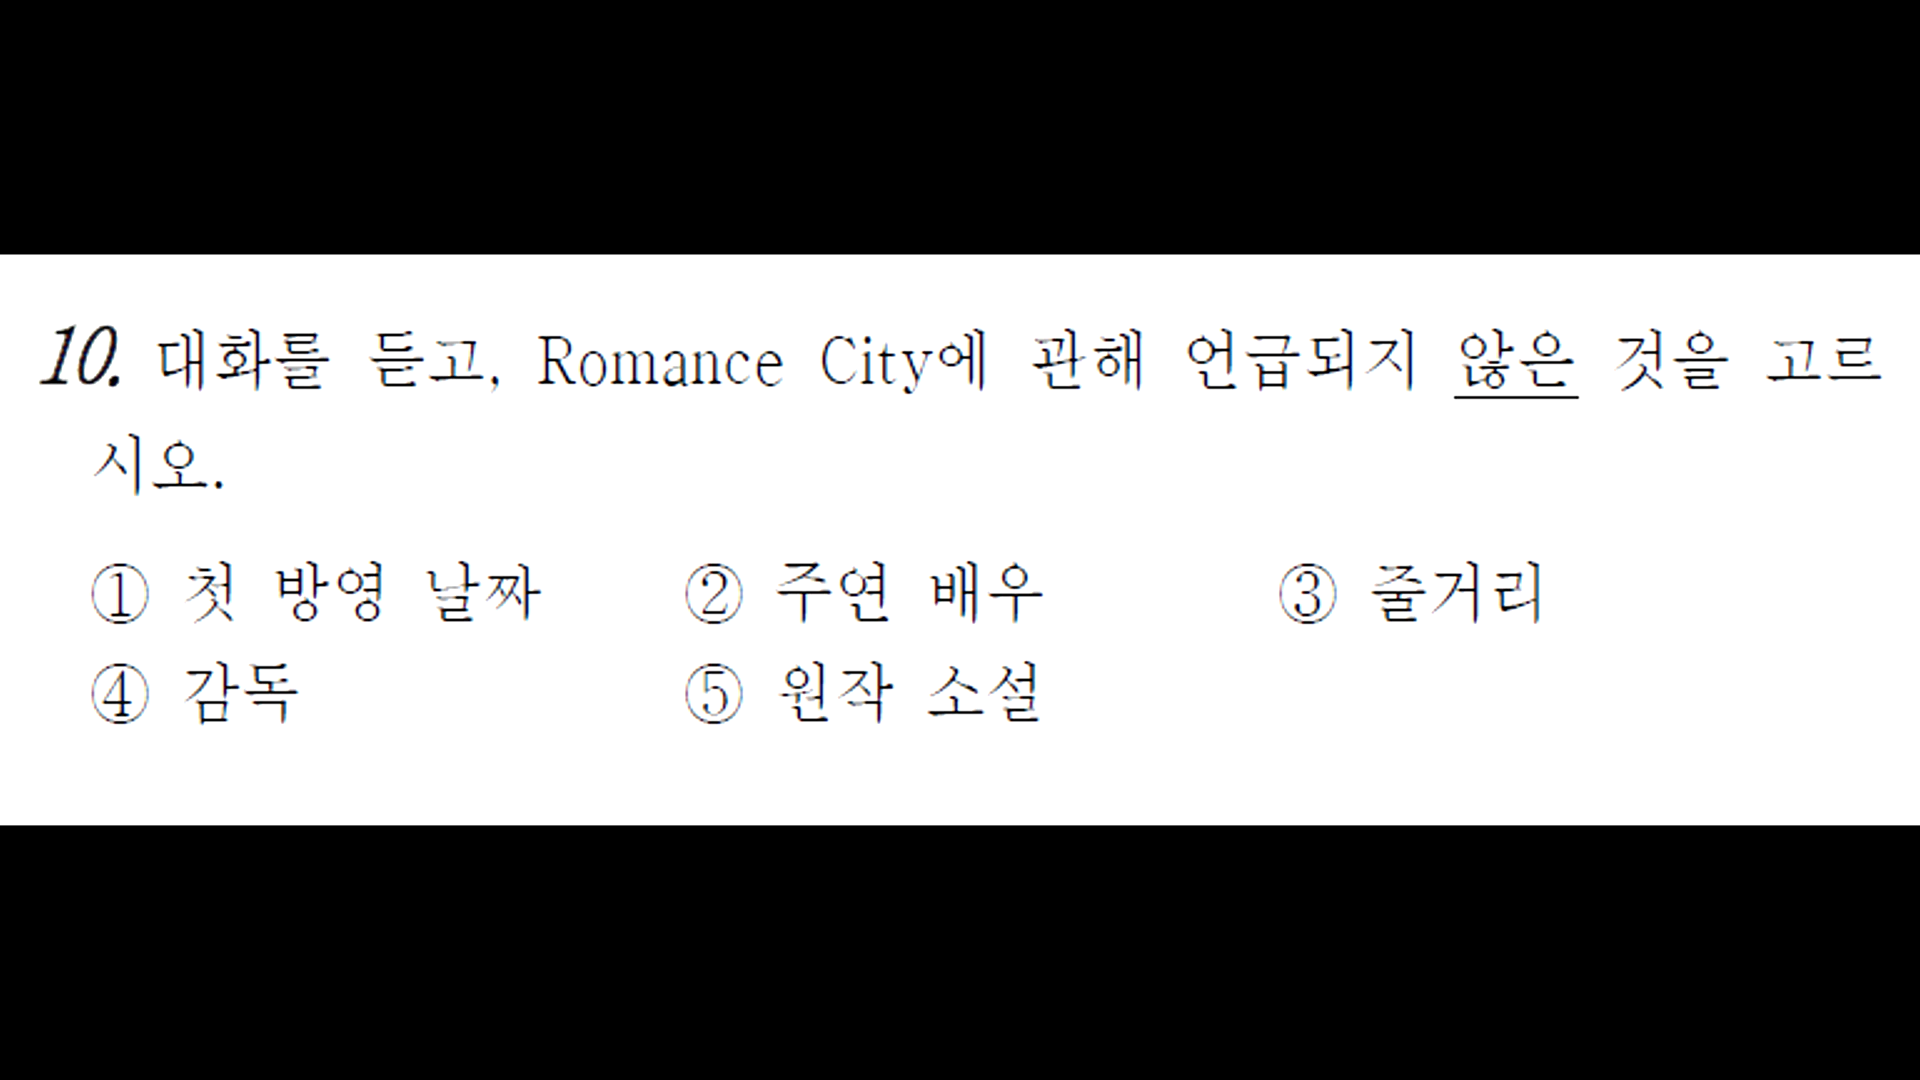 10. 대화를 듣고, Romance City에 관해 언급되지 않은 것을 고르
시오.
① 첫 방영 날짜 ② 주연 배우 ③ 줄거리
④ 감독 ⑤ 원작 소설